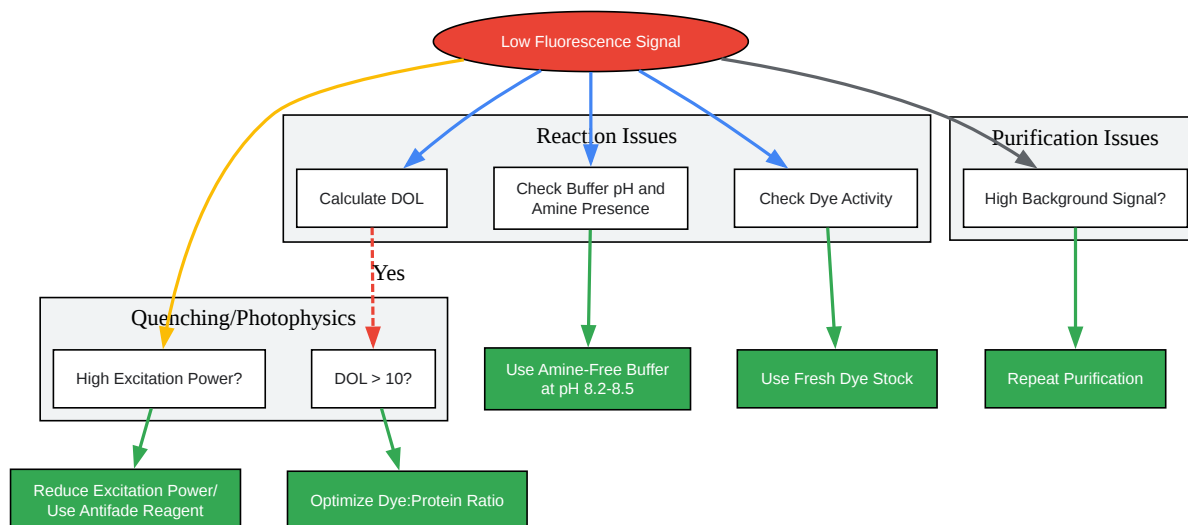 Low Fluorescence Signal
Reaction Issues
Purification Issues
Calculate DOL
Check Buffer pH and
Amine Presence
Check Dye Activity
High Background Signal?
Yes
Quenching/Photophysics
High Excitation Power?
DOL > 10?
Use Amine-Free Buffer
at pH 8.2-8.5
Use Fresh Dye Stock
Repeat Purification
Reduce Excitation Power/
Use Antifade Reagent
Optimize Dye:Protein Ratio